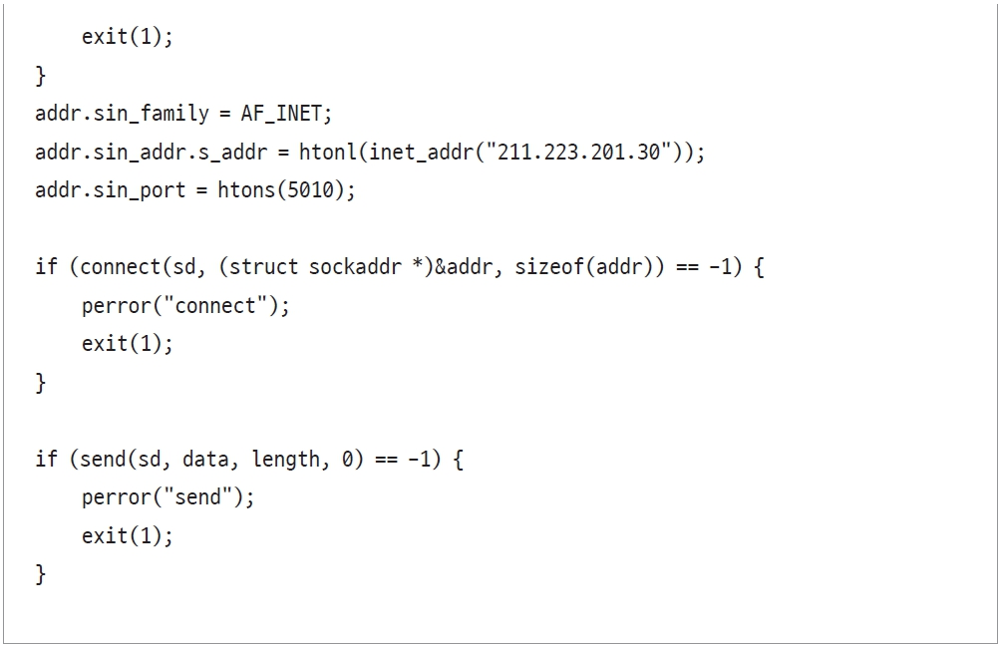 exit(1);
}
addr.sin_family = AF_INET;
addr.sin_addr.s_addr = htonl(inet_addr("211.223.201.30"));
addr.sin_port = htons(5010);
if (connect(sd, (struct sockaddr *)&addr, sizeof(addr)) == -1) {
perror("connect");
exit(1);
}
if (send(sd, data, length, 0) == -1) {
perror("send");
exit(1);
}